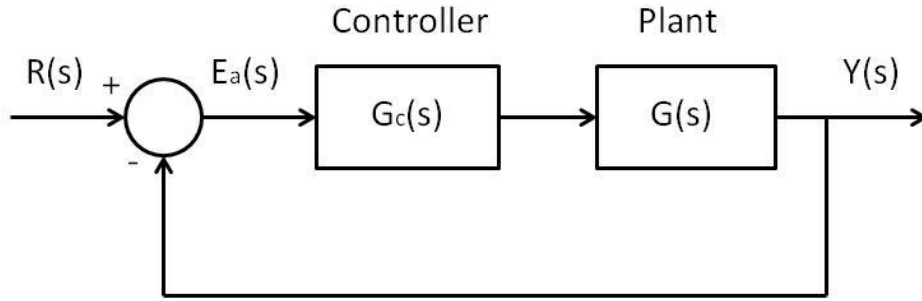 Controller Plant
R(s) + Ea(s) Gc(s) G(s) Y(s)
-